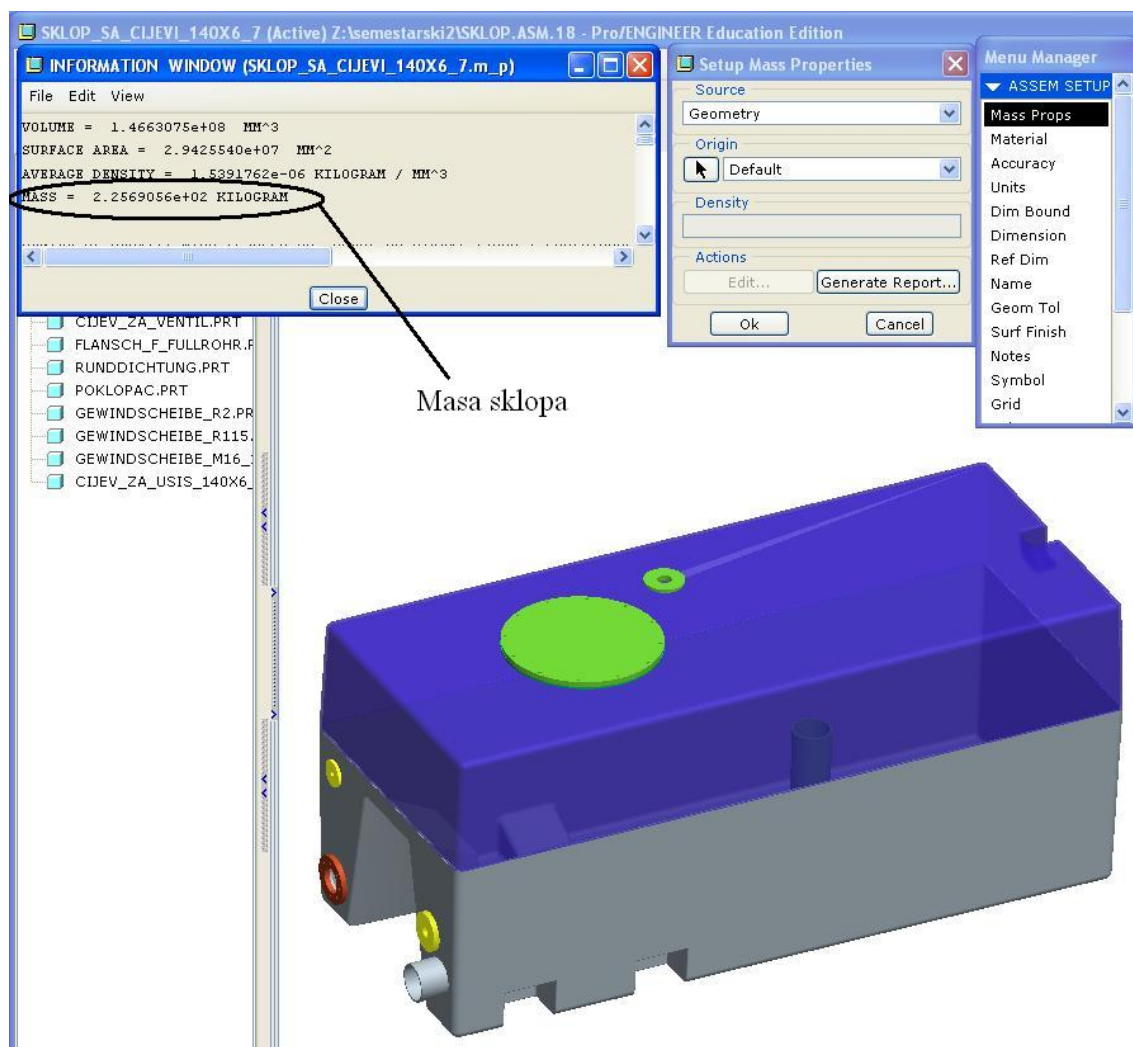 SKLOP_SA_CIJEVI_140X6_7 (Active) Z:\semestarski2\SKLOP.ASM.18 - Pro/ENGINEER Education Edition
INFORMATION WINDOW (SKLOP_SA_CIJEVI_140X6_7.m_p)
File Edit View
VOLUME = 1.4663075e+08 MM^3
SURFACE AREA = 2.9425540e+07 MM^2
AVERAGE DENSITY = 1.5391762e-06 KILOGRAM / MM^3
MASS = 2.2569056e+02 KILOGRAM
Close
Setup Mass Properties
Source
Geometry
Origin
Default
Density
Actions
Edit...
Generate Report...
Ok
Cancel
Menu Manager
ASSEM SETUP
Mass Props
Material
Accuracy
Units
Dim Bound
Dimension
Ref Dim
Name
Geom Tol
Surf Finish
Notes
Symbol
Grid
CIJEV_ZA_VENTIL.PRT
FLANSCH_F_FULLROHR.F
RUNDDICHTUNG.PRT
POKLOPAC.PRT
GEWINDSCHEIBE_R2.PR
GEWINDSCHEIBE_R115.
GEWINDSCHEIBE_M16_
CIJEV_ZA_USIS_140X6_
Masa sklopa